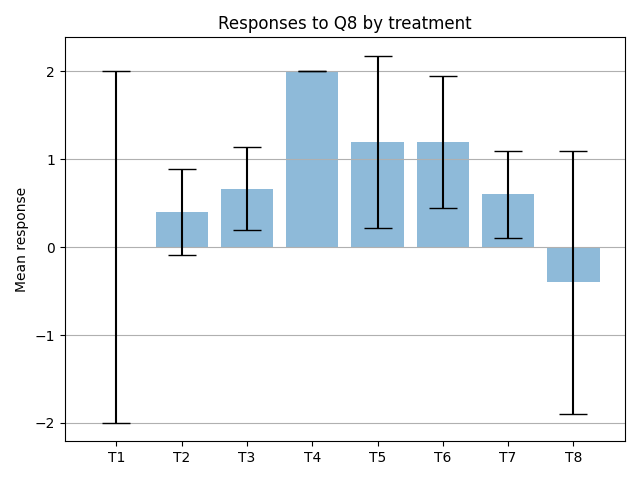 Responses to Q8 by treatment
Mean response
2
1
0
−1
−2
T1 T2 T3 T4 T5 T6 T7 T8